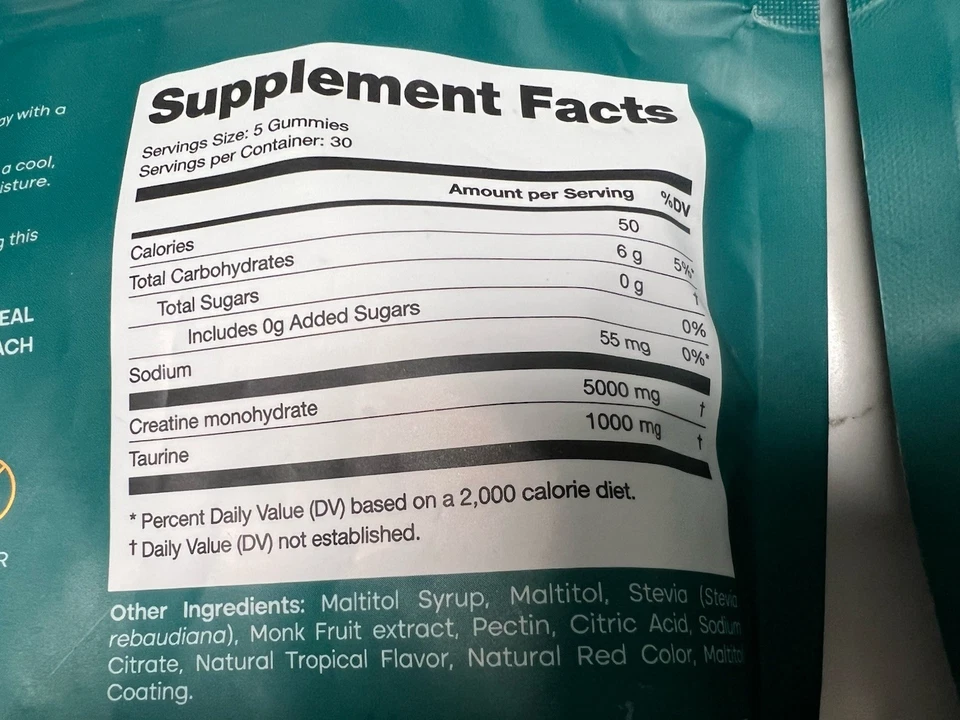 ay with a
a cool,
isture.
g this
EAL
ACH
R
Supplement Facts
Servings Size: 5 Gummies
Servings per Container: 30
Amount per Serving %DV
Calories 50
Total Carbohydrates 6 g 5%*
Total Sugars 0 g †
Includes 0g Added Sugars 0%
Sodium 55 mg 0%*
Creatine monohydrate 5000 mg †
Taurine 1000 mg †
* Percent Daily Value (DV) based on a 2,000 calorie diet.
† Daily Value (DV) not established.
Other Ingredients: Maltitol Syrup, Maltitol, Stevia (Stevia
rebaudiana), Monk Fruit extract, Pectin, Citric Acid, Sodium
Citrate, Natural Tropical Flavor, Natural Red Color, Maltitol
Coating.